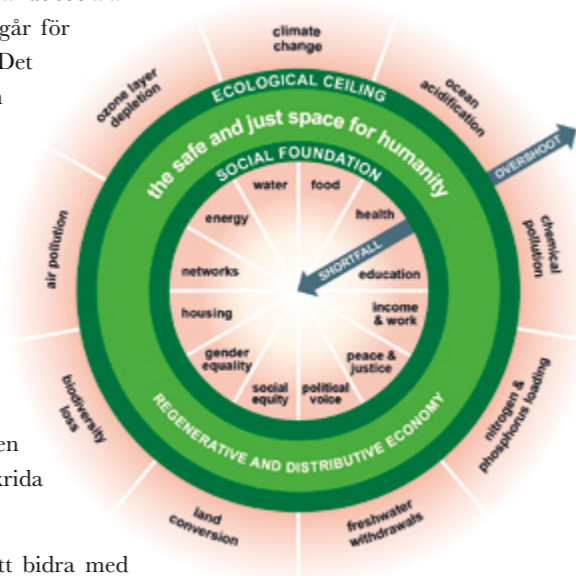 går för
Det
en
krida
tt bidra med
climate
change
ocean
acidification
chemical
pollution
nitrogen &
phosphorus loading
freshwater
withdrawals
land
conversion
biodiversity
loss
air pollution
ozone layer
depletion
ECOLOGICAL CEILING
the safe and just space for humanity
SOCIAL FOUNDATION
OVERSHOOT
SHORTFALL
water
food
health
education
income
& work
peace &
justice
political
voice
social
equity
gender
equality
housing
networks
energy
REGENERATIVE AND DISTRIBUTIVE ECONOMY